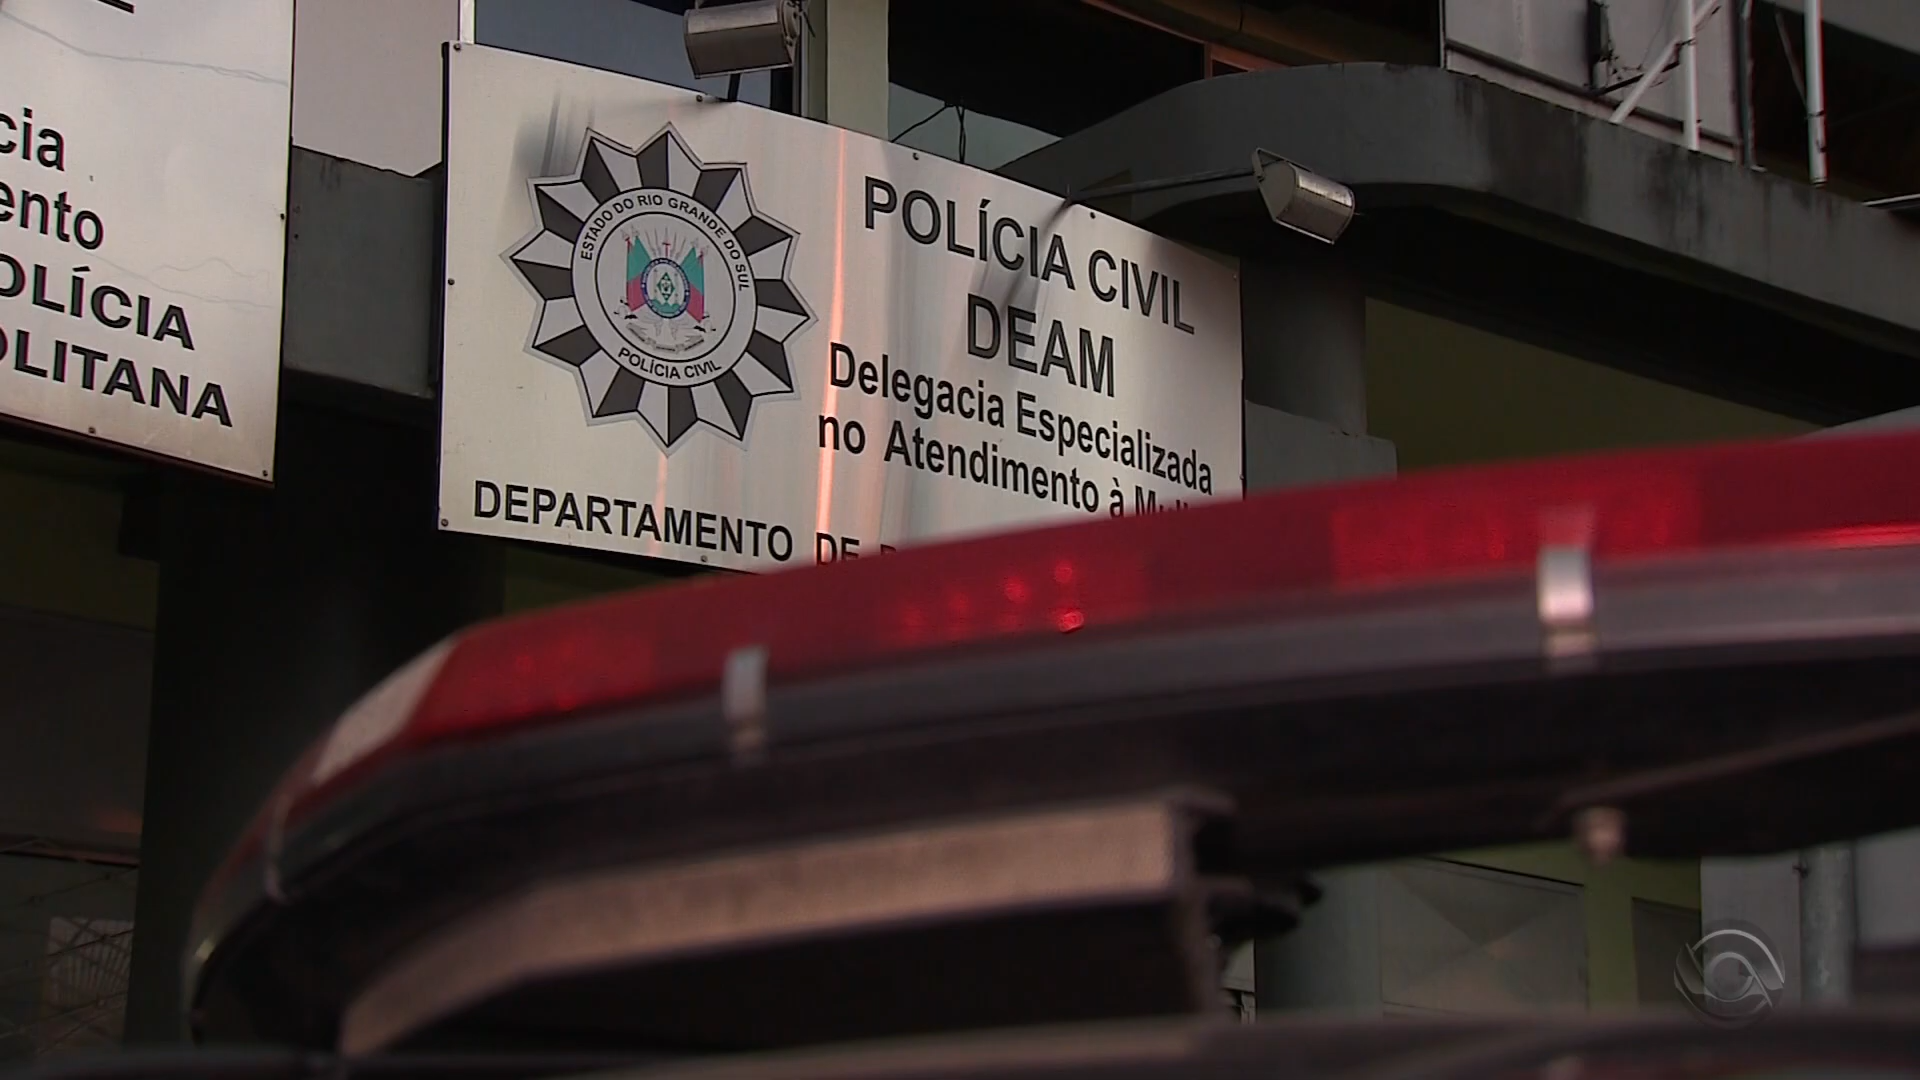 cia
ento
OLÍCIA
OLITANA
ESTADO DO RIO GRANDE DO SUL
POLÍCIA CIVIL
POLÍCIA CIVIL
DEAM
Delegacia Especializada
no Atendimento à
DEPARTAMENTO DE